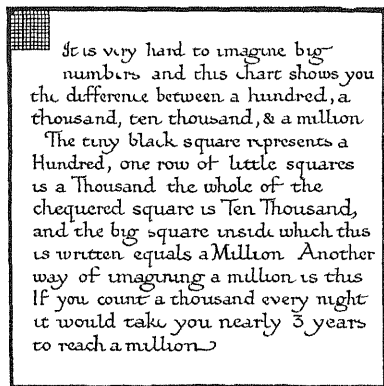 It is very hard to imagine big
numbers and this chart shows you
the difference between a hundred, a
thousand, ten thousand, & a million
The tiny black square represents a
Hundred, one row of little squares
is a Thousand the whole of the
chequered square is Ten Thousand,
and the big square inside which this
is written equals a Million Another
way of imagining a million is this
If you count a thousand every night
it would take you nearly 3 years
to reach a million